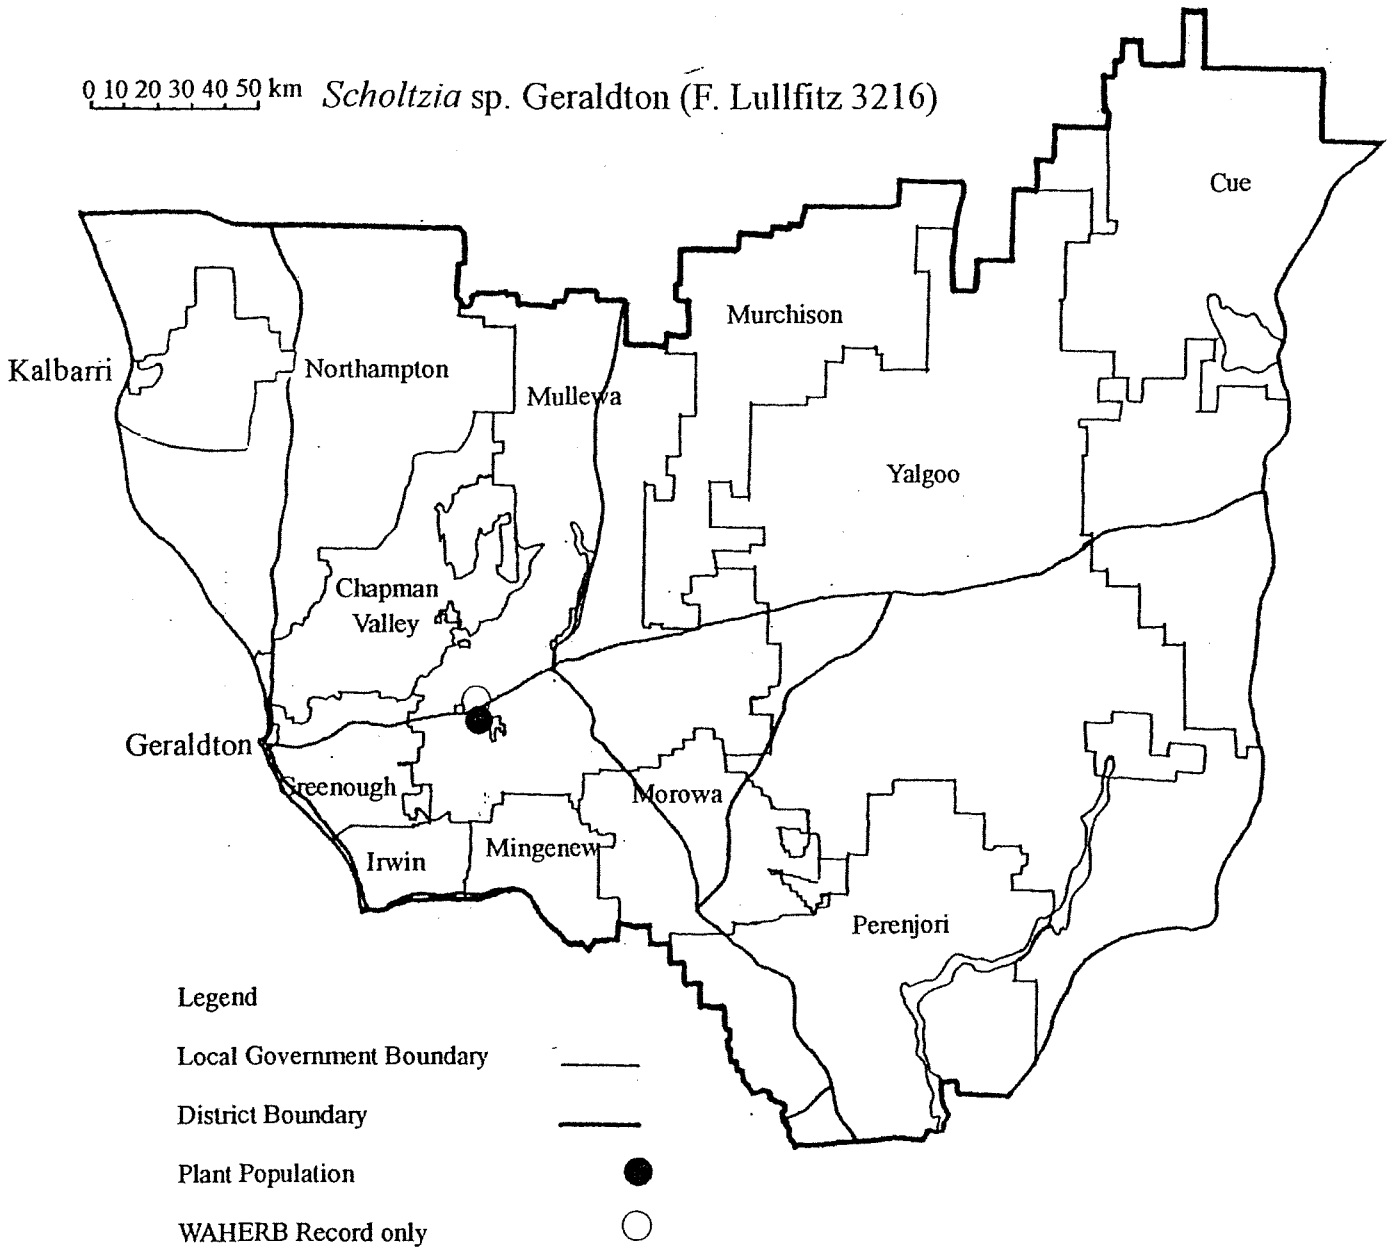 0 10 20 30 40 50 km
Scholtzia sp. Geraldton (F. Lullfitz 3216)
Cue
Murchison
Kalbarri
Northampton
Mullewa
Yalgoo
Chapman
Valley
Geraldton
Greenough
Morowa
Irwin
Mingenew
Perenjori
Legend
Local Government Boundary
District Boundary
Plant Population
WAHERB Record only